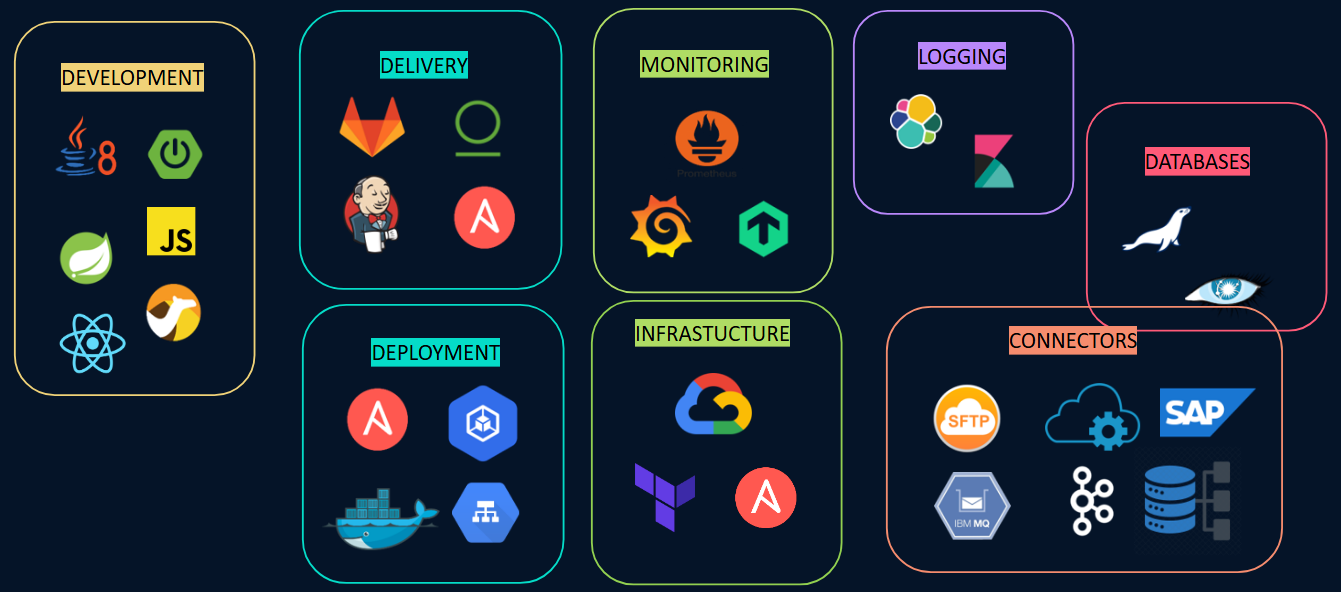 DEVELOPMENT
8
JS
DELIVERY
MONITORING
Prometheus
LOGGING
DATABASES
DEPLOYMENT
INFRASTUCTURE
CONNECTORS
SFTP
SAP
IBM MQ